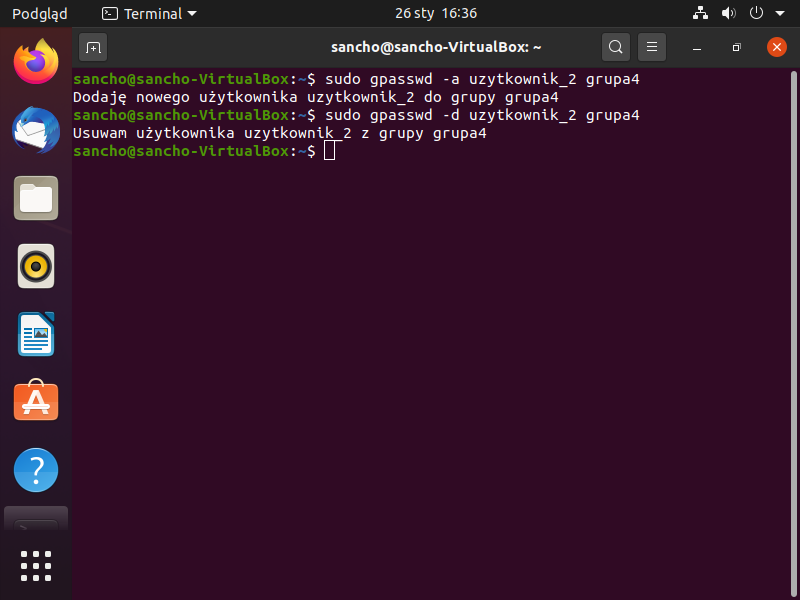 Podgląd Terminal 26 sty 16:36
sancho@sancho-VirtualBox: ~
sancho@sancho-VirtualBox:~$ sudo gpasswd -a uzytkownik_2 grupa4
Dodaję nowego użytkownika uzytkownik_2 do grupy grupa4
sancho@sancho-VirtualBox:~$ sudo gpasswd -d uzytkownik_2 grupa4
Usuwam użytkownika uzytkownik_2 z grupy grupa4
sancho@sancho-VirtualBox:~$